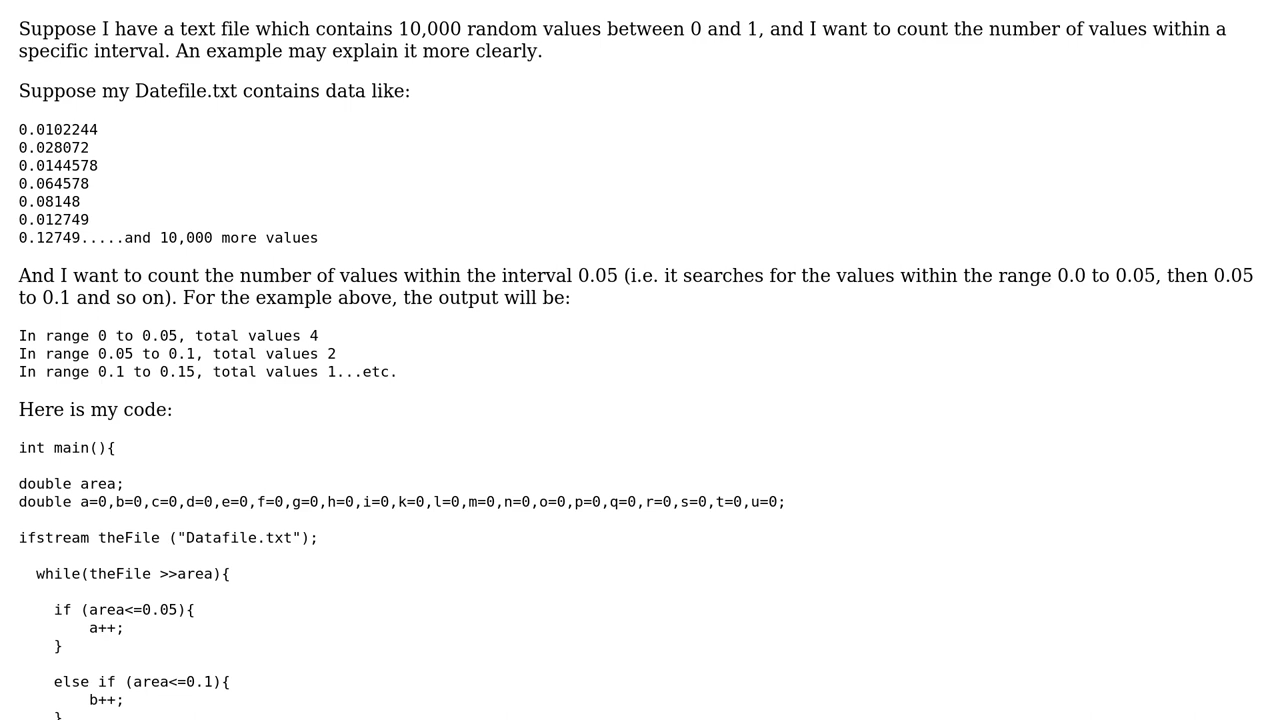 Suppose I have a text file which contains 10,000 random values between 0 and 1, and I want to count the number of values within a
specific interval. An example may explain it more clearly.
Suppose my Datefile.txt contains data like:
0.0102244
0.028072
0.0144578
0.064578
0.08148
0.012749
0.12749.....and 10,000 more values
And I want to count the number of values within the interval 0.05 (i.e. it searches for the values within the range 0.0 to 0.05, then 0.05
to 0.1 and so on). For the example above, the output will be:
In range 0 to 0.05, total values 4
In range 0.05 to 0.1, total values 2
In range 0.1 to 0.15, total values 1...etc.
Here is my code:
int main(){
double area;
double a=0,b=0,c=0,d=0,e=0,f=0,g=0,h=0,i=0,k=0,l=0,m=0,n=0,o=0,p=0,q=0,r=0,s=0,t=0,u=0;
ifstream theFile ("Datafile.txt");
  while(theFile >>area){
    if (area<=0.05){
        a++;
    }
    else if (area<=0.1){
        b++;
    }